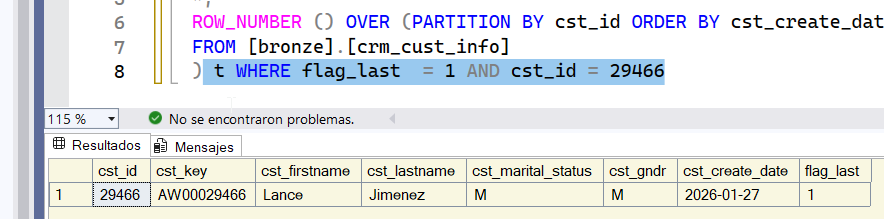 6 ROW_NUMBER () OVER (PARTITION BY cst_id ORDER BY cst_create_dat
7 FROM [bronze].[crm_cust_info]
8 ) t WHERE flag_last = 1 AND cst_id = 29466
115 % No se encontraron problemas.
Resultados Mensajes
cst_id cst_key cst_firstname cst_lastname cst_marital_status cst_gndr cst_create_date flag_last
1 29466 AW00029466 Lance Jimenez M M 2026-01-27 1